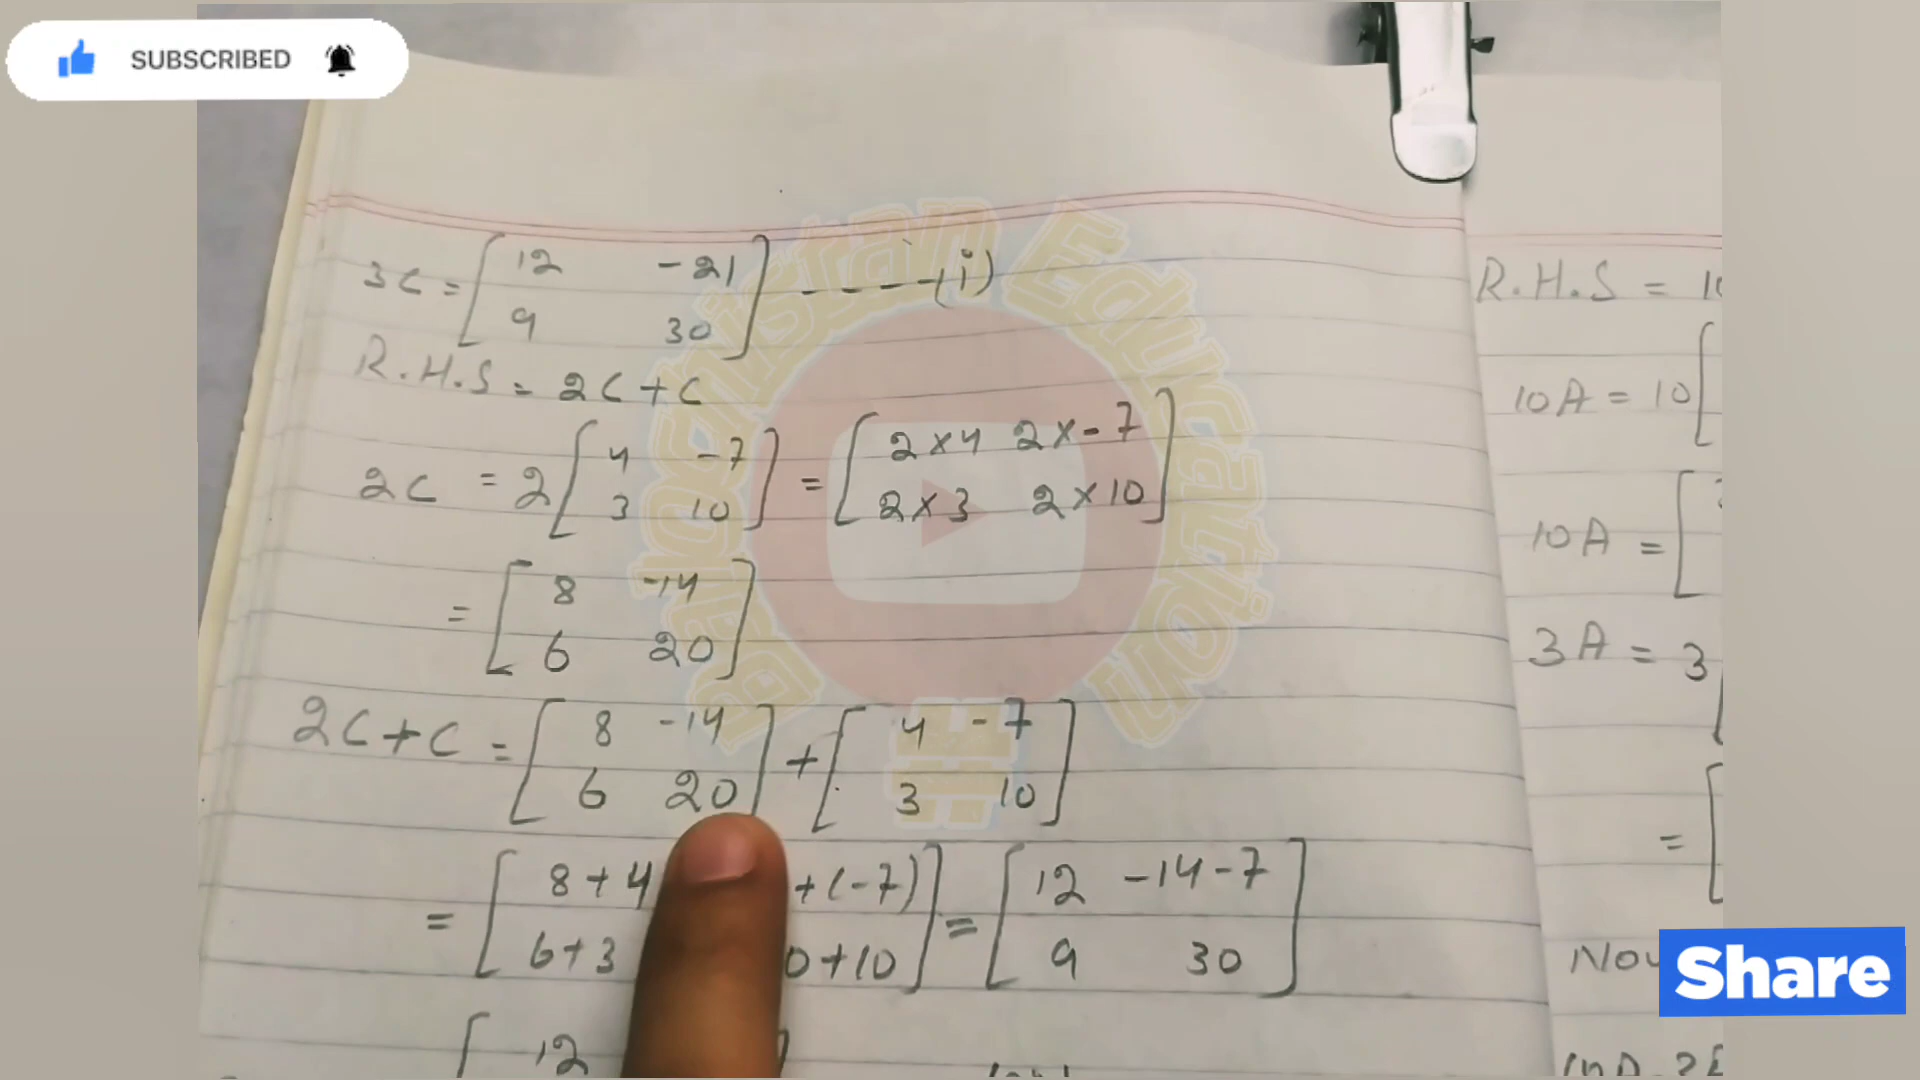 SUBSCRIBED
3C = [ 12 -21 ] - - - - (i)
[ 9 30 ]
R.H.S = 2C + C
2C = 2 [ 4 -7 ] = [ 2×4 2×-7 ]
[ 3 10 ] [ 2×3 2×10 ]
= [ 8 -14 ]
[ 6 20 ]
2C+C = [ 8 -14 ] + [ 4 -7 ]
[ 6 20 ] [ 3 10 ]
= [ 8+4 +(-7) ] = [ 12 -14-7 ]
[ 6+3 0+10 ] [ 9 30 ]
[ 12
R.H.S =
10A = 10 [
10A = [
3A = 3
= [
Share
Education